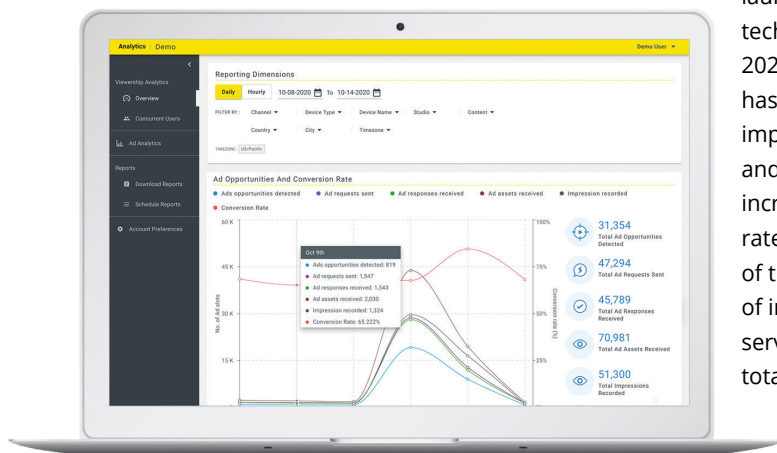 Analytics | Demo
Demo User
Viewership Analytics
Overview
Concurrent Users
Ad Analytics
Reports
Download Reports
Schedule Reports
Account Preferences
Reporting Dimensions
Daily Hourly 10-08-2020 To 10-14-2020
FILTER BY : Channel Device Type Device Name Studio Content
Country City Timezone
TIMEZONE US/Pacific
Ad Opportunities And Conversion Rate
Ads opportunities detected Ad requests sent Ad responses received Ad assets received Impression recorded
Conversion Rate
60 K
45 K
30 K
15 K
No. of Ad slots
100%
75%
50%
25%
Conversion rate (%)
Oct 9th
Ads opportunities detected: 819
Ad requests sent: 1,547
Ad responses received: 1,543
Ad assets received: 2,030
Impression recorded: 1,324
Conversion Rate: 65.222%
31,354
Total Ad Opportunities
Detected
47,294
Total Ad Requests Sent
45,789
Total Ad Responses
Received
70,981
Total Ad Assets Received
51,300
Total Impressions
Recorded
tech
202
has
imp
and
incr
rate
of t
of i
serv
tota